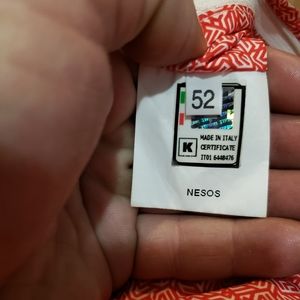 52
MADE IN ITALY
K
CERTIFICATE
IT01 6448476
NESOS